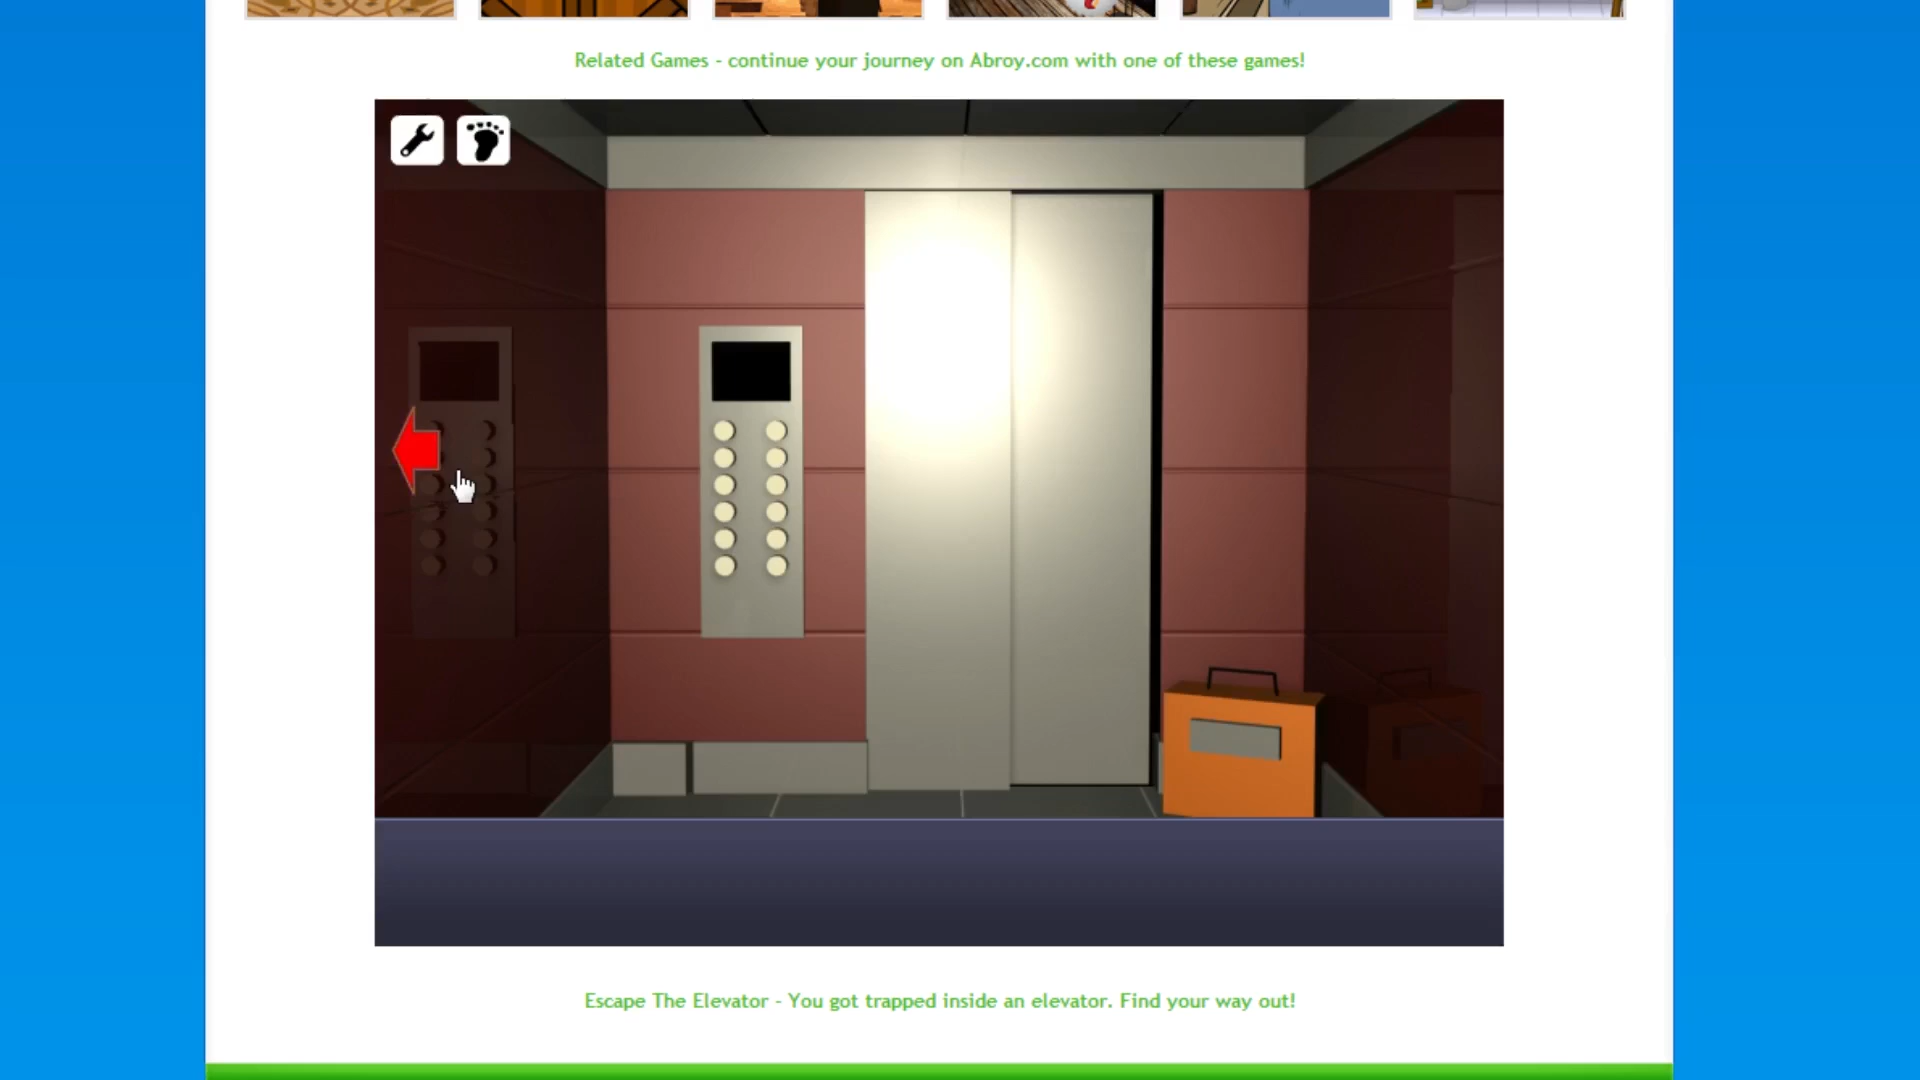 Related Games - continue your journey on Abroy.com with one of these games!
Escape The Elevator - You got trapped inside an elevator. Find your way out!